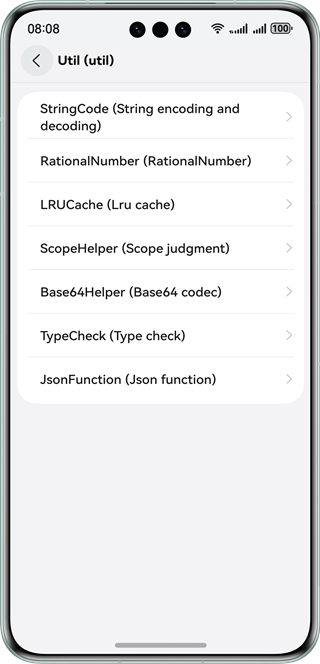 08:08
100
Util (util)
StringCode (String encoding and
decoding)
RationalNumber (RationalNumber)
LRUCache (Lru cache)
ScopeHelper (Scope judgment)
Base64Helper (Base64 codec)
TypeCheck (Type check)
JsonFunction (Json function)